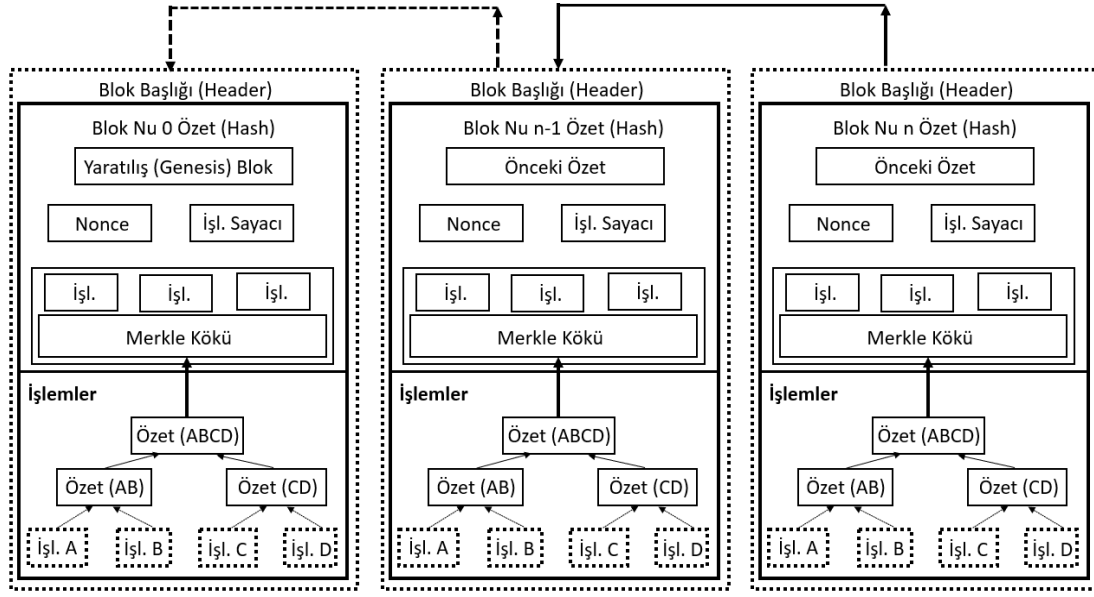 Blok Başlığı (Header)
Blok Nu 0 Özet (Hash)
Yaratılış (Genesis) Blok
Nonce
İşl. Sayacı
İşl.
İşl.
İşl.
Merkle Kökü
İşlemler
Özet (ABCD)
Özet (AB)
Özet (CD)
İşl. A
İşl. B
İşl. C
İşl. D
Blok Başlığı (Header)
Blok Nu n-1 Özet (Hash)
Önceki Özet
Nonce
İşl. Sayacı
İşl.
İşl.
İşl.
Merkle Kökü
İşlemler
Özet (ABCD)
Özet (AB)
Özet (CD)
İşl. A
İşl. B
İşl. C
İşl. D
Blok Başlığı (Header)
Blok Nu n Özet (Hash)
Önceki Özet
Nonce
İşl. Sayacı
İşl.
İşl.
İşl.
Merkle Kökü
İşlemler
Özet (ABCD)
Özet (AB)
Özet (CD)
İşl. A
İşl. B
İşl. C
İşl. D